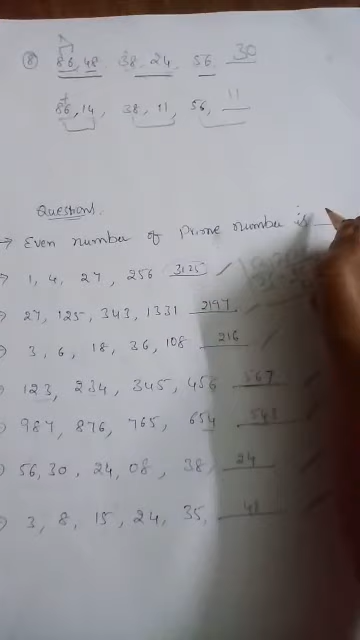 ⑧ 86, 48 38, 24, 56 30
86, 14, 38, 11, 56, 11
Questions.
→ Even number of Prime number is
1, 4, 27, 256 3125
27, 125, 343, 1331 2197
3, 6, 18, 36, 108 216
123, 234, 345, 456 567
987, 876, 765, 654 543
56, 30, 24, 08, 38, 24
3, 8, 15, 24, 35, 48